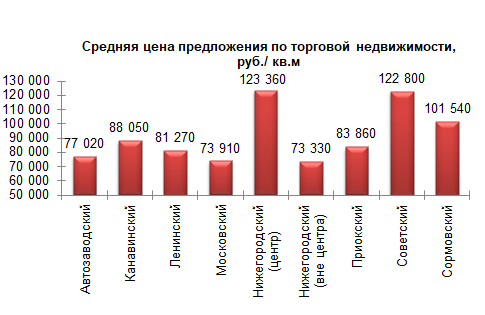 Средняя цена предложения по торговой недвижимости,
руб./ кв.м
130 000
120 000
110 000
100 000
90 000
80 000
70 000
60 000
50 000
77 020
88 050
81 270
73 910
123 360
73 330
83 860
122 800
101 540
Автозаводский
Канавинский
Ленинский
Московский
Нижегородский
(центр)
Нижегородский
(вне центра)
Приокский
Советский
Сормовский